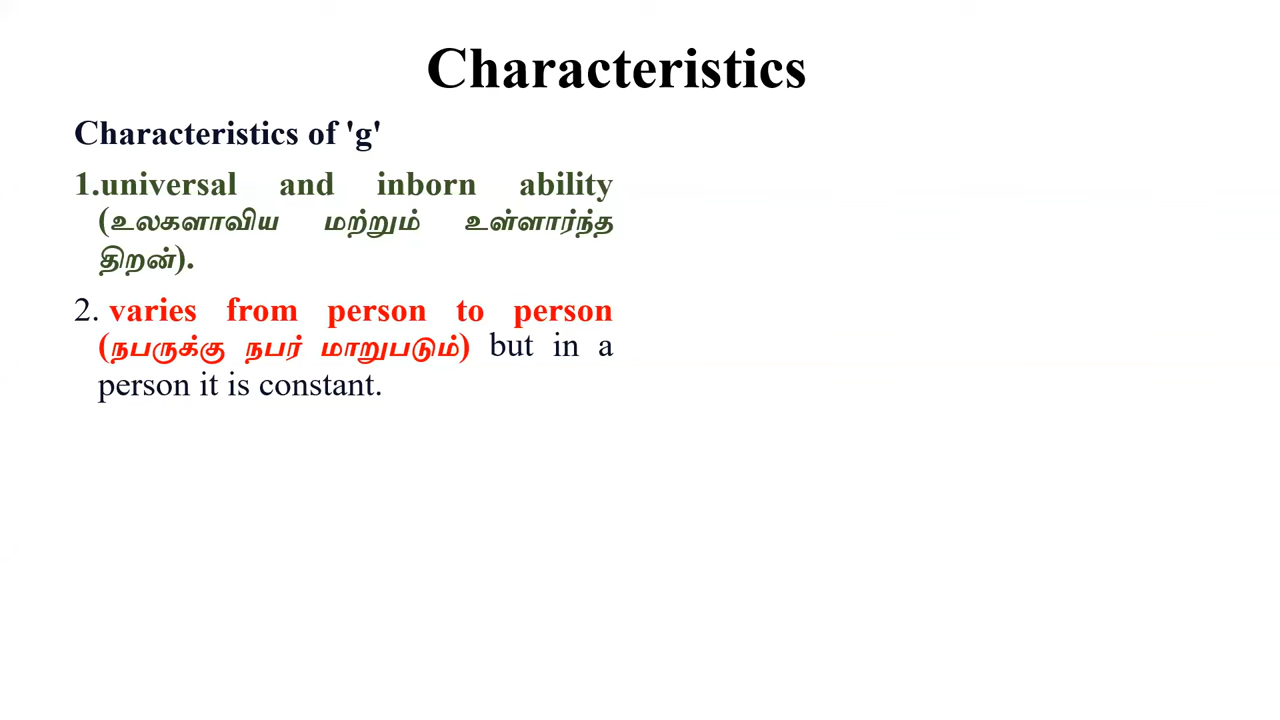 Characteristics
Characteristics of 'g'
1.universal and inborn ability
(உலகளாவிய மற்றும் உள்ளார்ந்த
திறன்).
2. varies from person to person
(நபருக்கு நபர் மாறுபடும்) but in a
person it is constant.